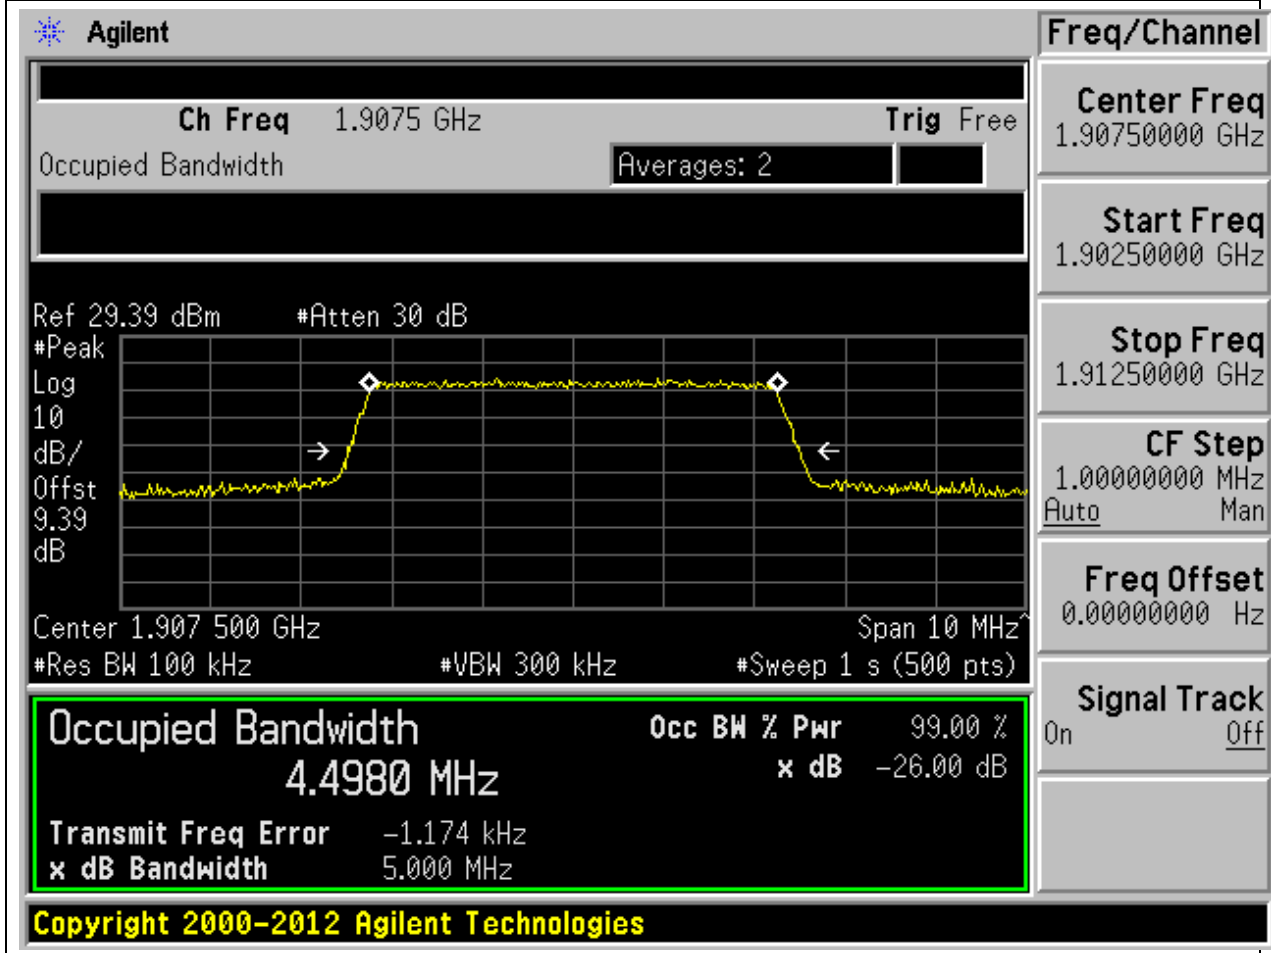 Agilent
Freq/Channel
Ch Freq 1.9075 GHz Trig Free
Occupied Bandwidth Averages: 2
Center Freq
1.90750000 GHz
Start Freq
1.90250000 GHz
Stop Freq
1.91250000 GHz
CF Step
1.00000000 MHz
Auto Man
Freq Offset
0.00000000 Hz
Signal Track
On Off
Ref 29.39 dBm #Atten 30 dB
#Peak
Log
10
dB/
Offst
9.39
dB
Center 1.907 500 GHz Span 10 MHz^
#Res BW 100 kHz #VBW 300 kHz #Sweep 1 s (500 pts)
Occupied Bandwidth Occ BW % Pwr 99.00 %
4.4980 MHz x dB -26.00 dB
Transmit Freq Error -1.174 kHz
x dB Bandwidth 5.000 MHz
Copyright 2000-2012 Agilent Technologies